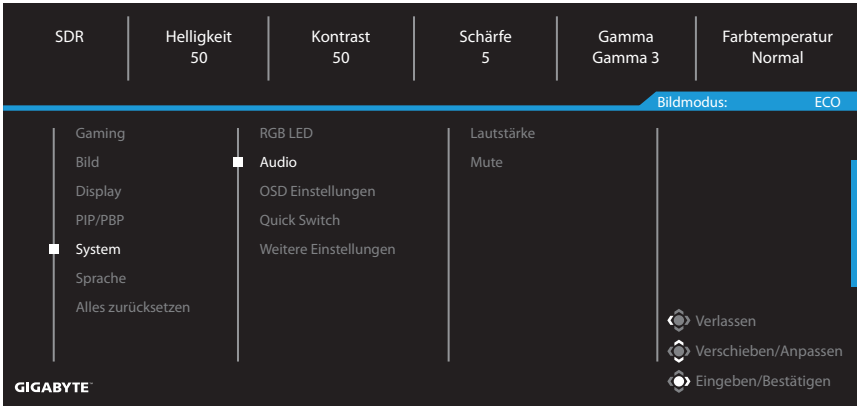 SDR
Helligkeit
50
Kontrast
50
Schärfe
5
Gamma
Gamma 3
Farbtemperatur
Normal
Bildmodus: ECO
Gaming
Bild
Display
PIP/PBP
System
Sprache
Alles zurücksetzen
RGB LED
Audio
OSD Einstellungen
Quick Switch
Weitere Einstellungen
Lautstärke
Mute
Verlassen
Verschieben/Anpassen
Eingeben/Bestätigen
GIGABYTE™